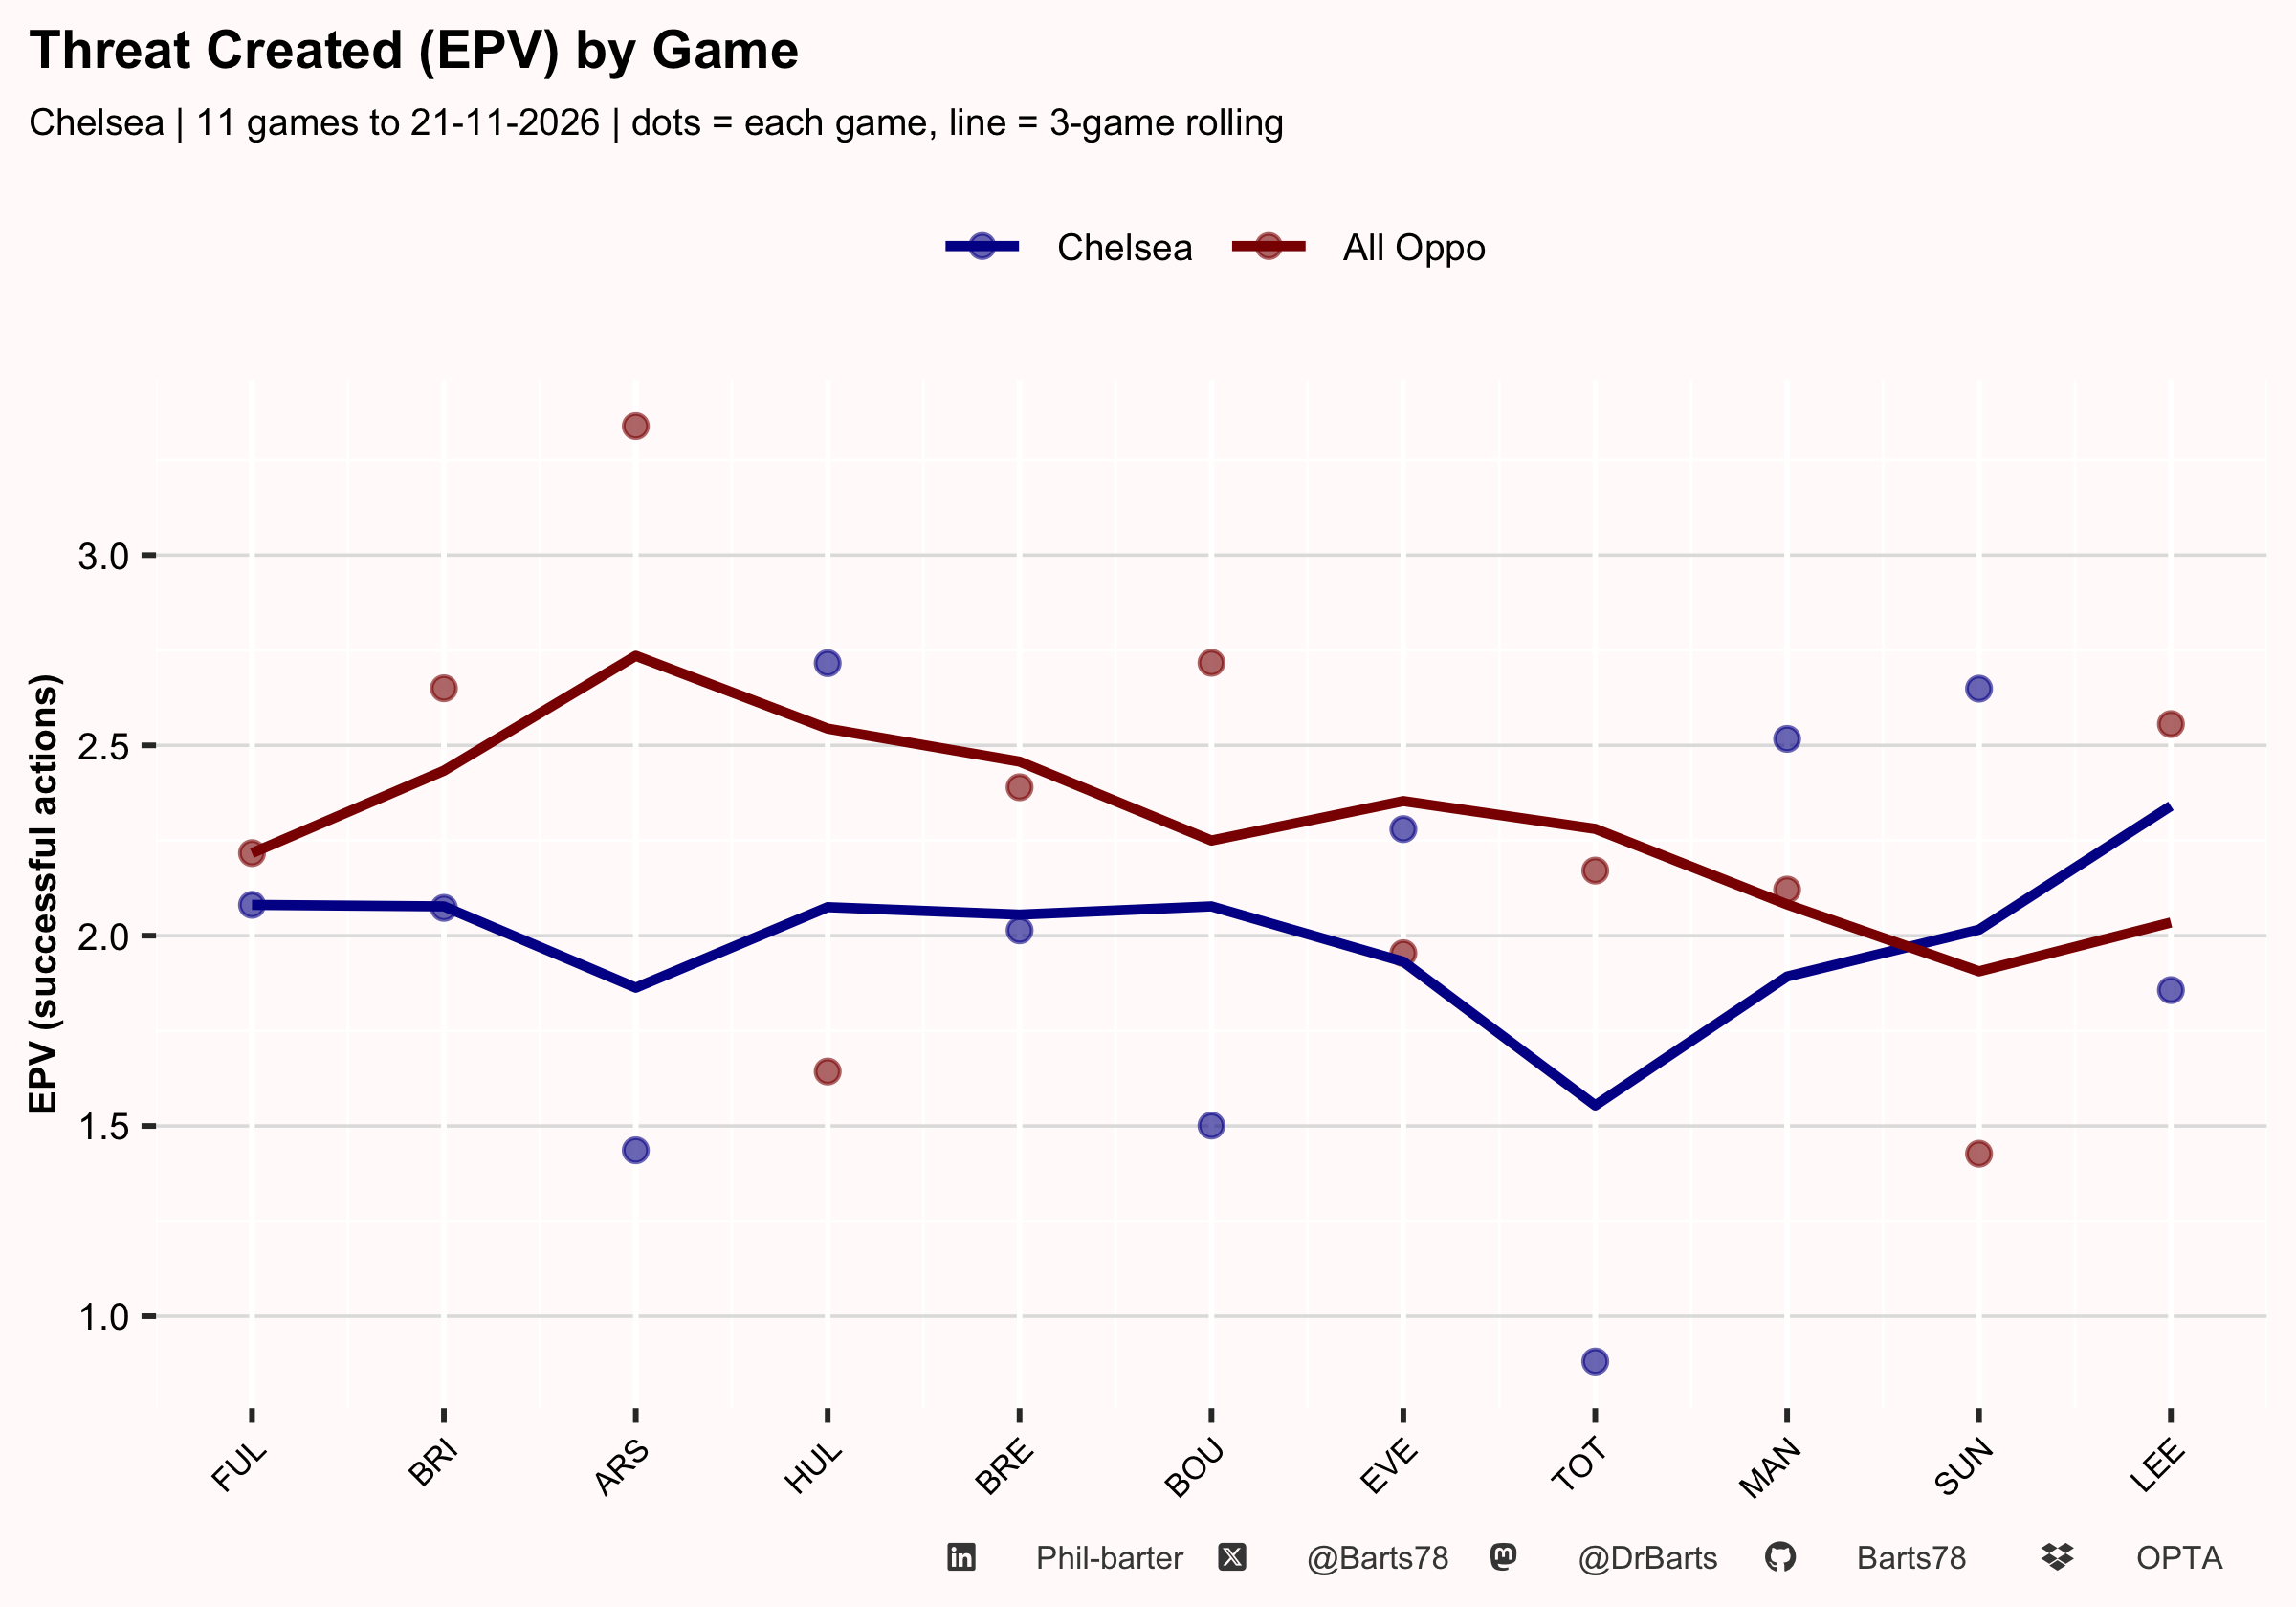 Threat Created (EPV) by Game
Chelsea | 11 games to 21-11-2026 | dots = each game, line = 3-game rolling
Chelsea All Oppo
EPV (successful actions)
3.0
2.5
2.0
1.5
1.0
FUL BRI ARS HUL BRE BOU EVE TOT MAN SUN LEE
Phil-barter @Barts78 @DrBarts Barts78 OPTA